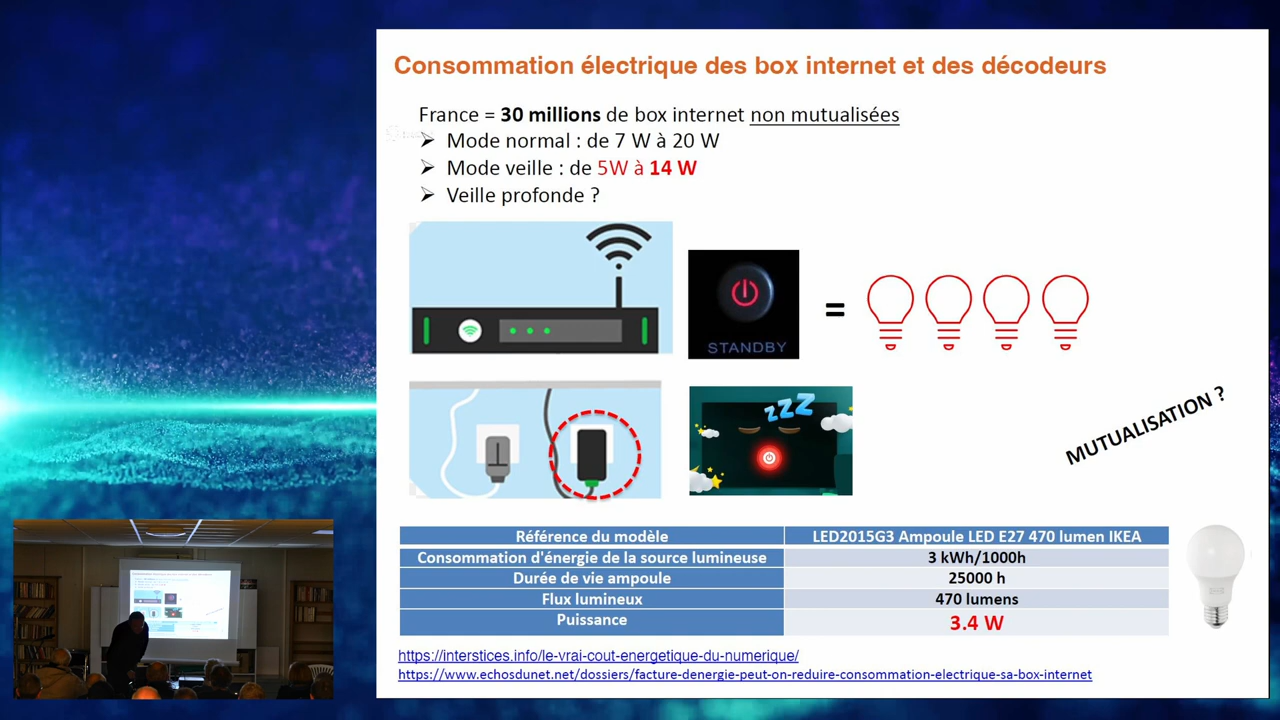 Consommation électrique des box internet et des décodeurs
France = 30 millions de box internet non mutualisées
Mode normal : de 7 W à 20 W
Mode veille : de 5W à 14 W
Veille profonde ?
STANDBY
=
zzz
MUTUALISATION ?
Référence du modèle LED2015G3 Ampoule LED E27 470 lumen IKEA
Consommation d'énergie de la source lumineuse 3 kWh/1000h
Durée de vie ampoule 25000 h
Flux lumineux 470 lumens
Puissance 3.4 W
https://interstices.info/le-vrai-cout-energetique-du-numerique/
https://www.echosdunet.net/dossiers/facture-denergie-peut-on-reduire-consommation-electrique-sa-box-internet